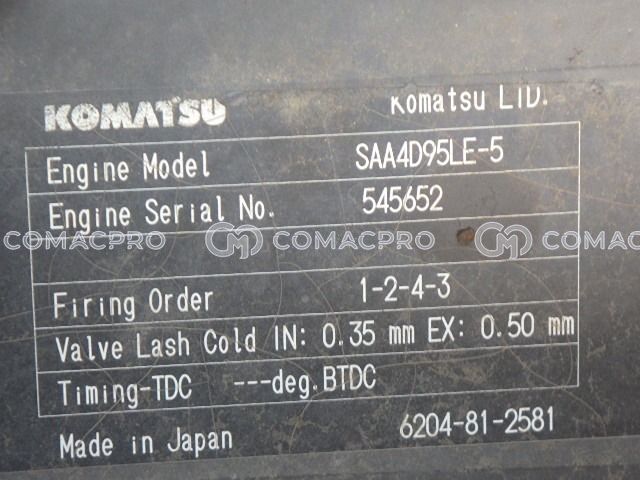 KOMATSU Komatsu LTD.
Engine Model SAA4D95LE-5
Engine Serial No. 545652
COMACPRO COMACPRO COMACPRO
Firing Order 1-2-4-3
Valve Lash Cold IN: 0.35 mm EX: 0.50 mm
Timing-TDC ---deg.BTDC
Made in Japan 6204-81-2581